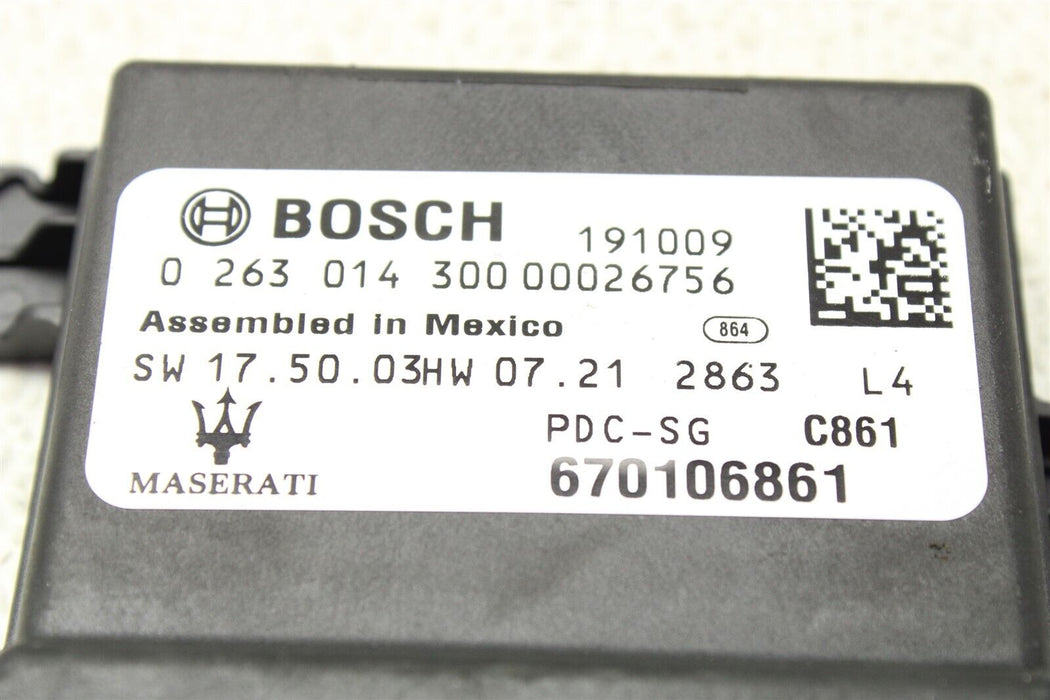 BOSCH 191009
0 263 014 300 00026756
Assembled in Mexico 864
SW 17.50.03HW 07.21 2863 L4
PDC-SG C861
MASERATI 670106861